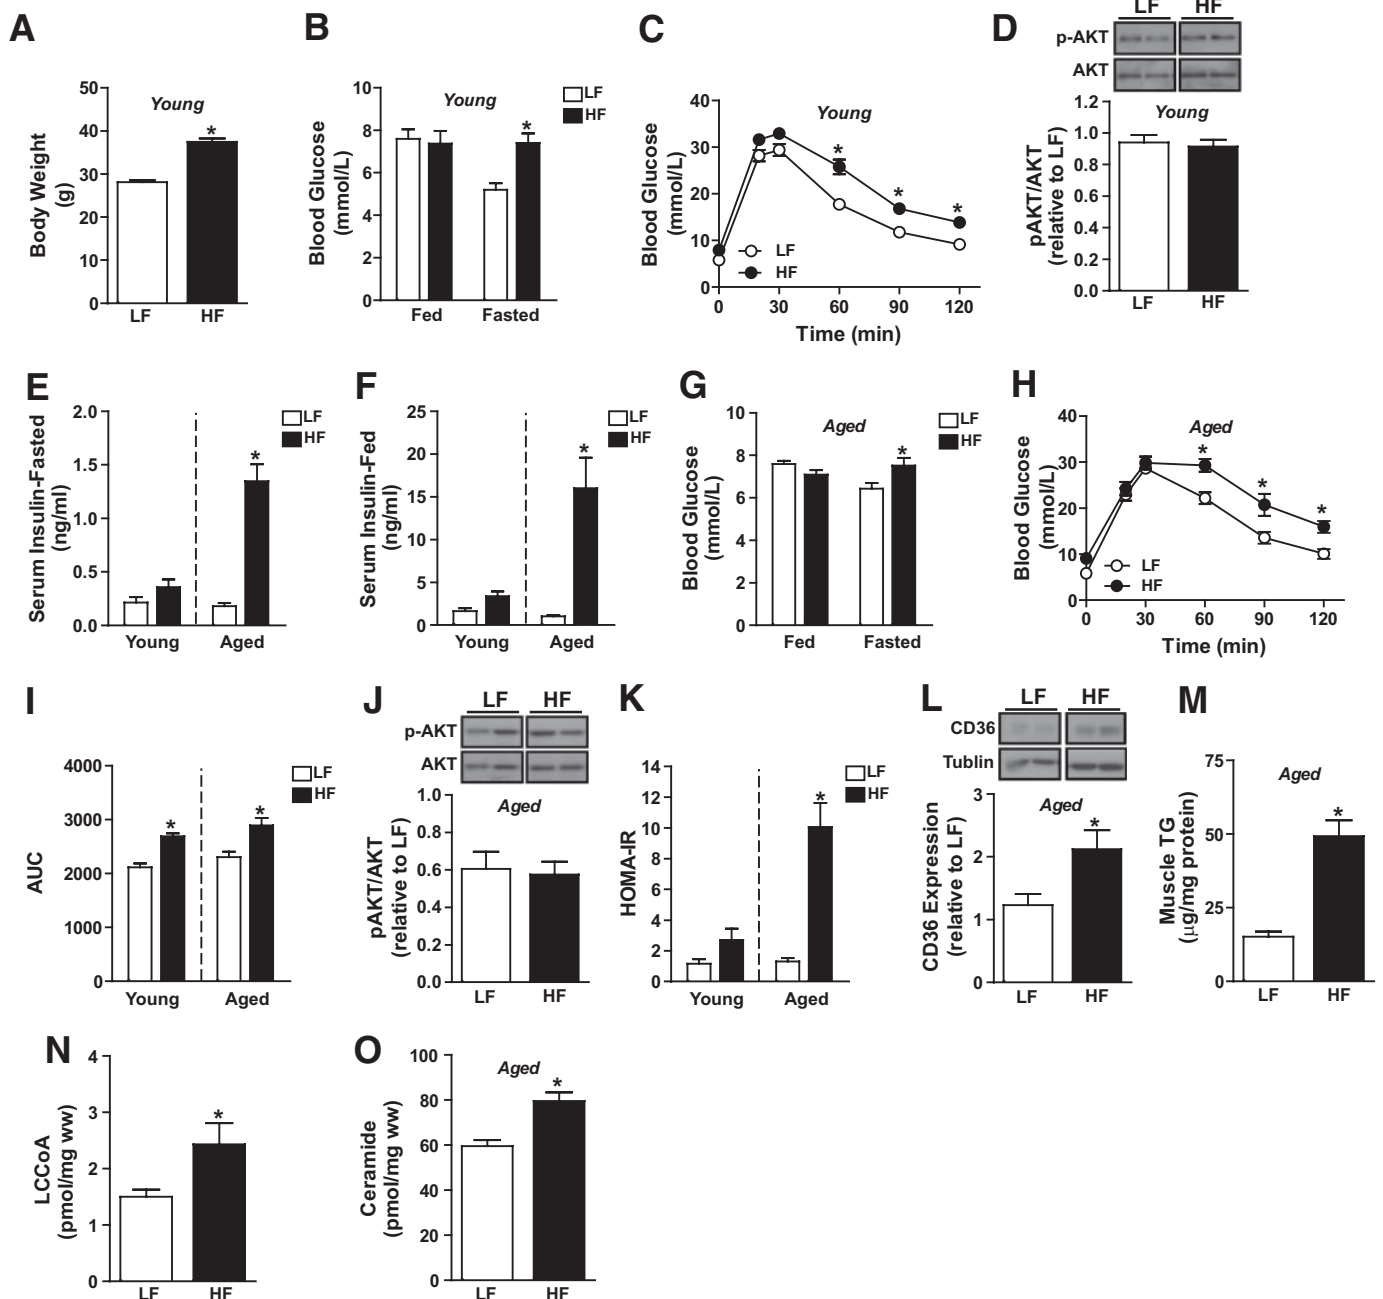 A
Body Weight
(g)
50
40
30
20
10
0
Young
*
LF
HF
B
Blood Glucose
(mmol/L)
10
8
6
4
2
0
Young
*
Fed
Fasted
LF
HF
C
Blood Glucose
(mmol/L)
40
30
20
10
0
Young
*
*
*
LF
HF
0
30
60
90
120
Time (min)
D
LF
HF
p-AKT
AKT
pAKT/AKT
(relative to LF)
1.2
1.0
0.8
0.6
0.4
0.2
0.0
Young
LF
HF
E
Serum Insulin-Fasted
(ng/ml)
2.0
1.5
1.0
0.5
0.0
*
Young
Aged
LF
HF
F
Serum Insulin-Fed
(ng/ml)
25
20
15
10
5
0
*
Young
Aged
LF
HF
G
Blood Glucose
(mmol/L)
10
8
6
4
2
0
Aged
*
Fed
Fasted
LF
HF
H
Blood Glucose
(mmol/L)
40
30
20
10
0
Aged
*
*
*
LF
HF
0
30
60
90
120
Time (min)
I
AUC
4000
3000
2000
1000
0
*
*
Young
Aged
LF
HF
J
LF
HF
p-AKT
AKT
pAKT/AKT
(relative to LF)
1.0
0.8
0.6
0.4
0.2
0.0
Aged
LF
HF
K
HOMA-IR
14
12
10
8
6
4
2
0
*
Young
Aged
LF
HF
L
LF
HF
CD36
Tublin
CD36 Expression
(relative to LF)
3
2
1
0
Aged
*
LF
HF
M
Muscle TG
(µg/mg protein)
75
50
25
0
Aged
*
LF
HF
N
LCCoA
(pmol/mg ww)
4
3
2
1
0
*
LF
HF
O
Ceramide
(pmol/mg ww)
100
80
60
40
20
0
Aged
*
LF
HF